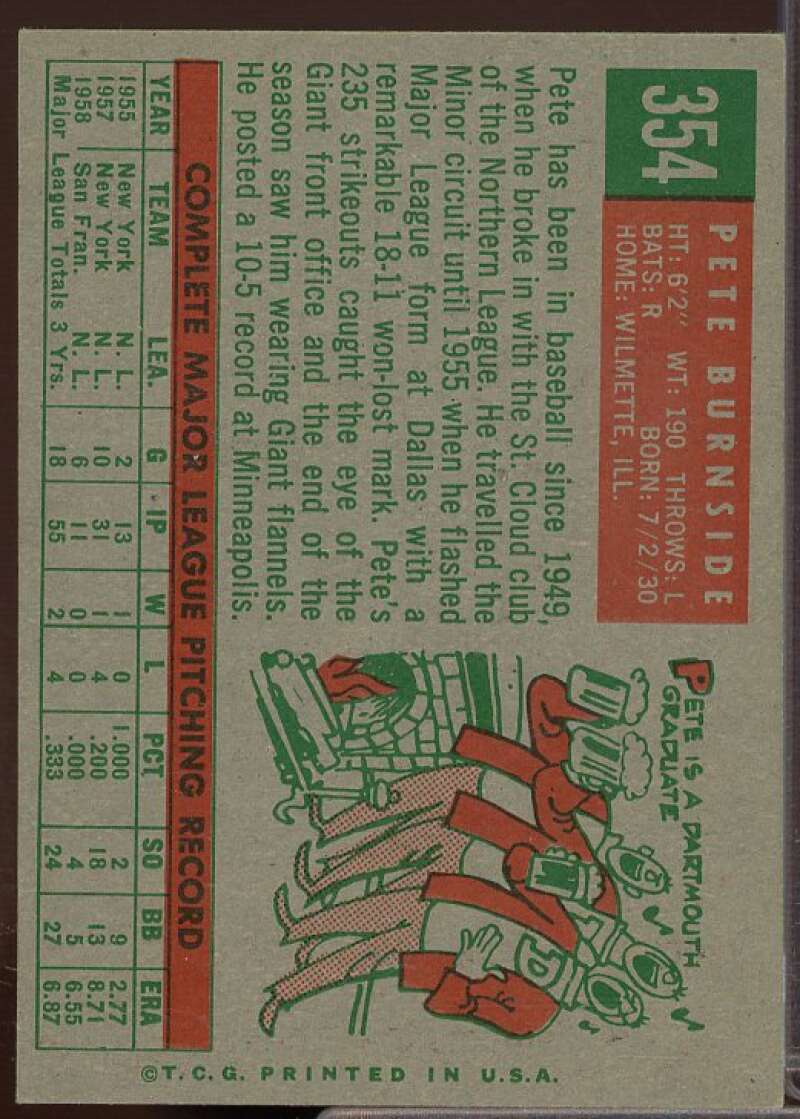 354
PETE BURNSIDE
HT: 6'2" WT: 190 THROWS: L
BATS: R BORN: 7/2/30
HOME: WILMETTE, ILL.
Pete has been in baseball since 1949,
when he broke in with the St. Cloud club
of the Northern League. He travelled the
Minor circuit until 1955 when he flashed
Major League form at Dallas with a
remarkable 18-11 won-lost mark. Pete's
235 strikeouts caught the eye of the
Giant front office and the end of the
season saw him wearing Giant flannels.
He posted a 10-5 record at Minneapolis.
PETE IS A DARTMOUTH
GRADUATE
D
COMPLETE MAJOR LEAGUE PITCHING RECORD
YEAR TEAM LEA. G IP W L PCT SO BB ERA
1955 New York N. L. 2 13 1 0 1.000 2 9 2.77
1957 New York N. L. 10 31 1 4 .200 18 13 8.71
1958 San Fran. N. L. 6 11 0 0 .000 4 5 6.55
Major League Totals 3 Yrs. 18 55 2 4 .333 24 27 6.87
©T. C. G. PRINTED IN U.S.A.